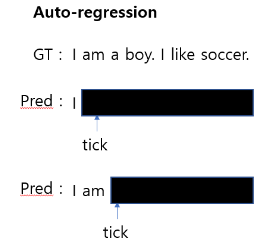 Auto-regression
GT : I am a boy. I like soccer.
Pred : I
tick
Pred : I am
tick